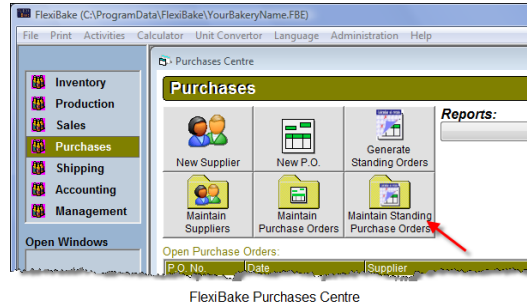 FlexiBake (C:\ProgramData\FlexiBake\YourBakeryName.FBE)
File Print Activities Calculator Unit Convertor Language Administration Help
Purchases Centre
Inventory
Production
Sales
Purchases
Shipping
Accounting
Management
Open Windows
Purchases
Reports:
New Supplier
New P.O.
Generate
Standing Orders
Maintain
Suppliers
Maintain
Purchase Orders
Maintain Standing
Purchase Orders
Open Purchase Orders:
P.O. No. Date Supplier
FlexiBake Purchases Centre